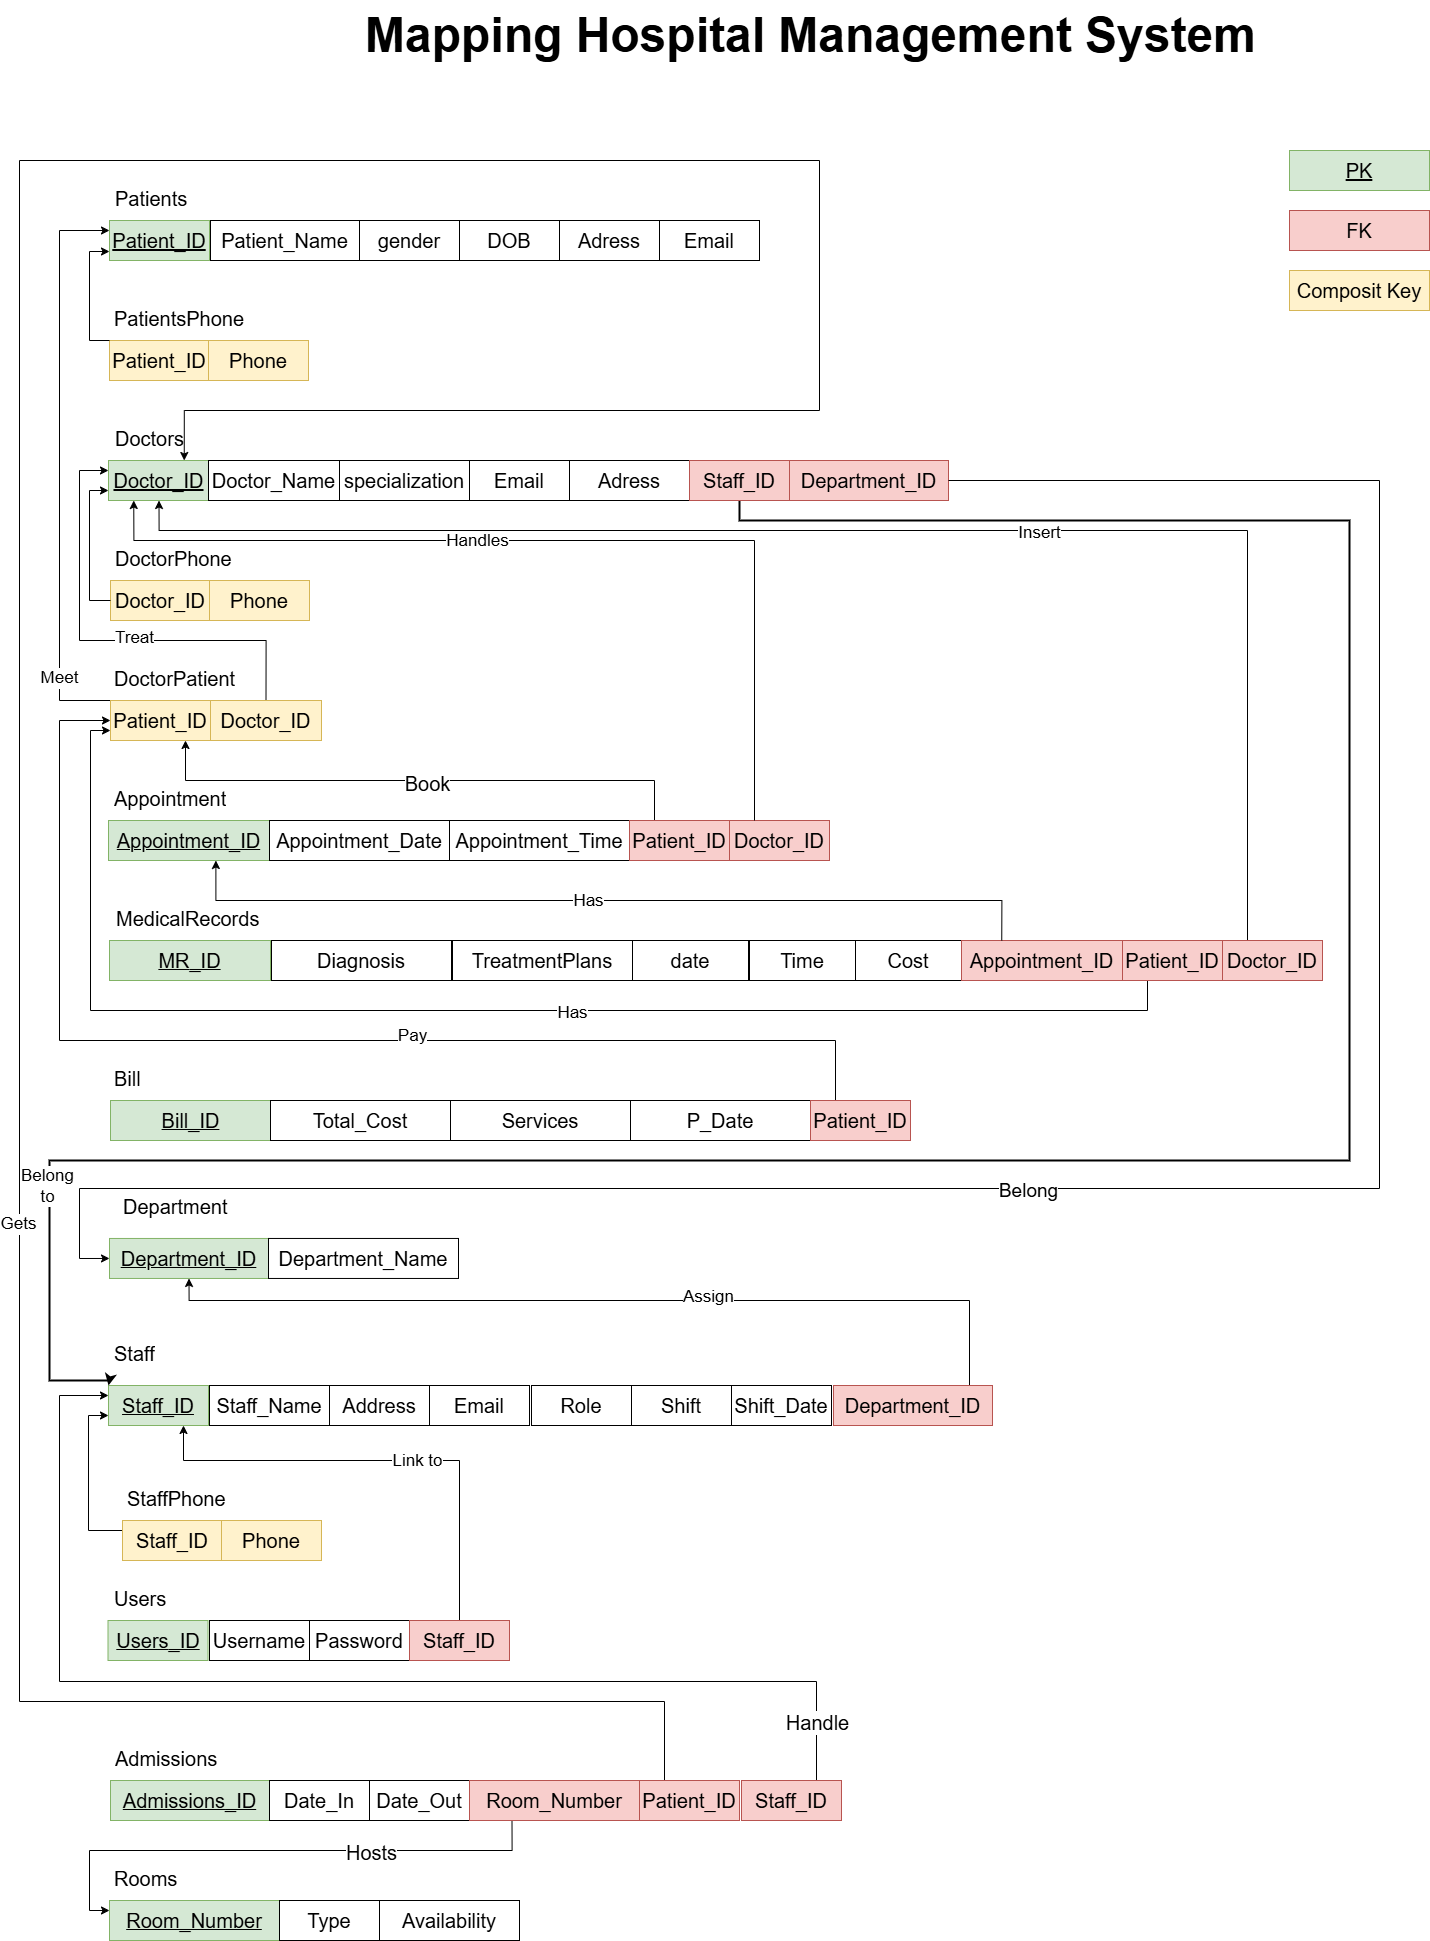 Mapping Hospital Management System
PK
FK
Composit Key
Patients
Patient_ID Patient_Name gender DOB Adress Email
PatientsPhone
Patient_ID Phone
Doctors
Doctor_ID Doctor_Name specialization Email Adress Staff_ID Department_ID
Insert
Handles
DoctorPhone
Doctor_ID Phone
Treat
Meet
DoctorPatient
Patient_ID Doctor_ID
Book
Appointment
Appointment_ID Appointment_Date Appointment_Time Patient_ID Doctor_ID
Has
MedicalRecords
MR_ID Diagnosis TreatmentPlans date Time Cost Appointment_ID Patient_ID Doctor_ID
Has
Pay
Bill
Bill_ID Total_Cost Services P_Date Patient_ID
Belong
to
Belong
Gets
Department
Department_ID Department_Name
Assign
Staff
Staff_ID Staff_Name Address Email Role Shift Shift_Date Department_ID
Link to
StaffPhone
Staff_ID Phone
Users
Users_ID Username Password Staff_ID
Handle
Admissions
Admissions_ID Date_In Date_Out Room_Number Patient_ID Staff_ID
Hosts
Rooms
Room_Number Type Availability